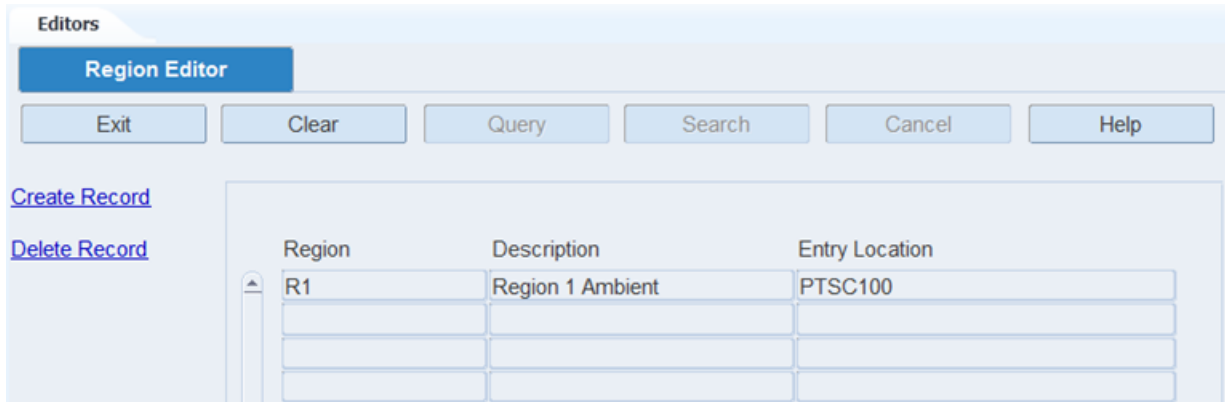 Editors
Region Editor
Exit Clear Query Search Cancel Help
Create Record
Delete Record Region Description Entry Location
R1 Region 1 Ambient PTSC100